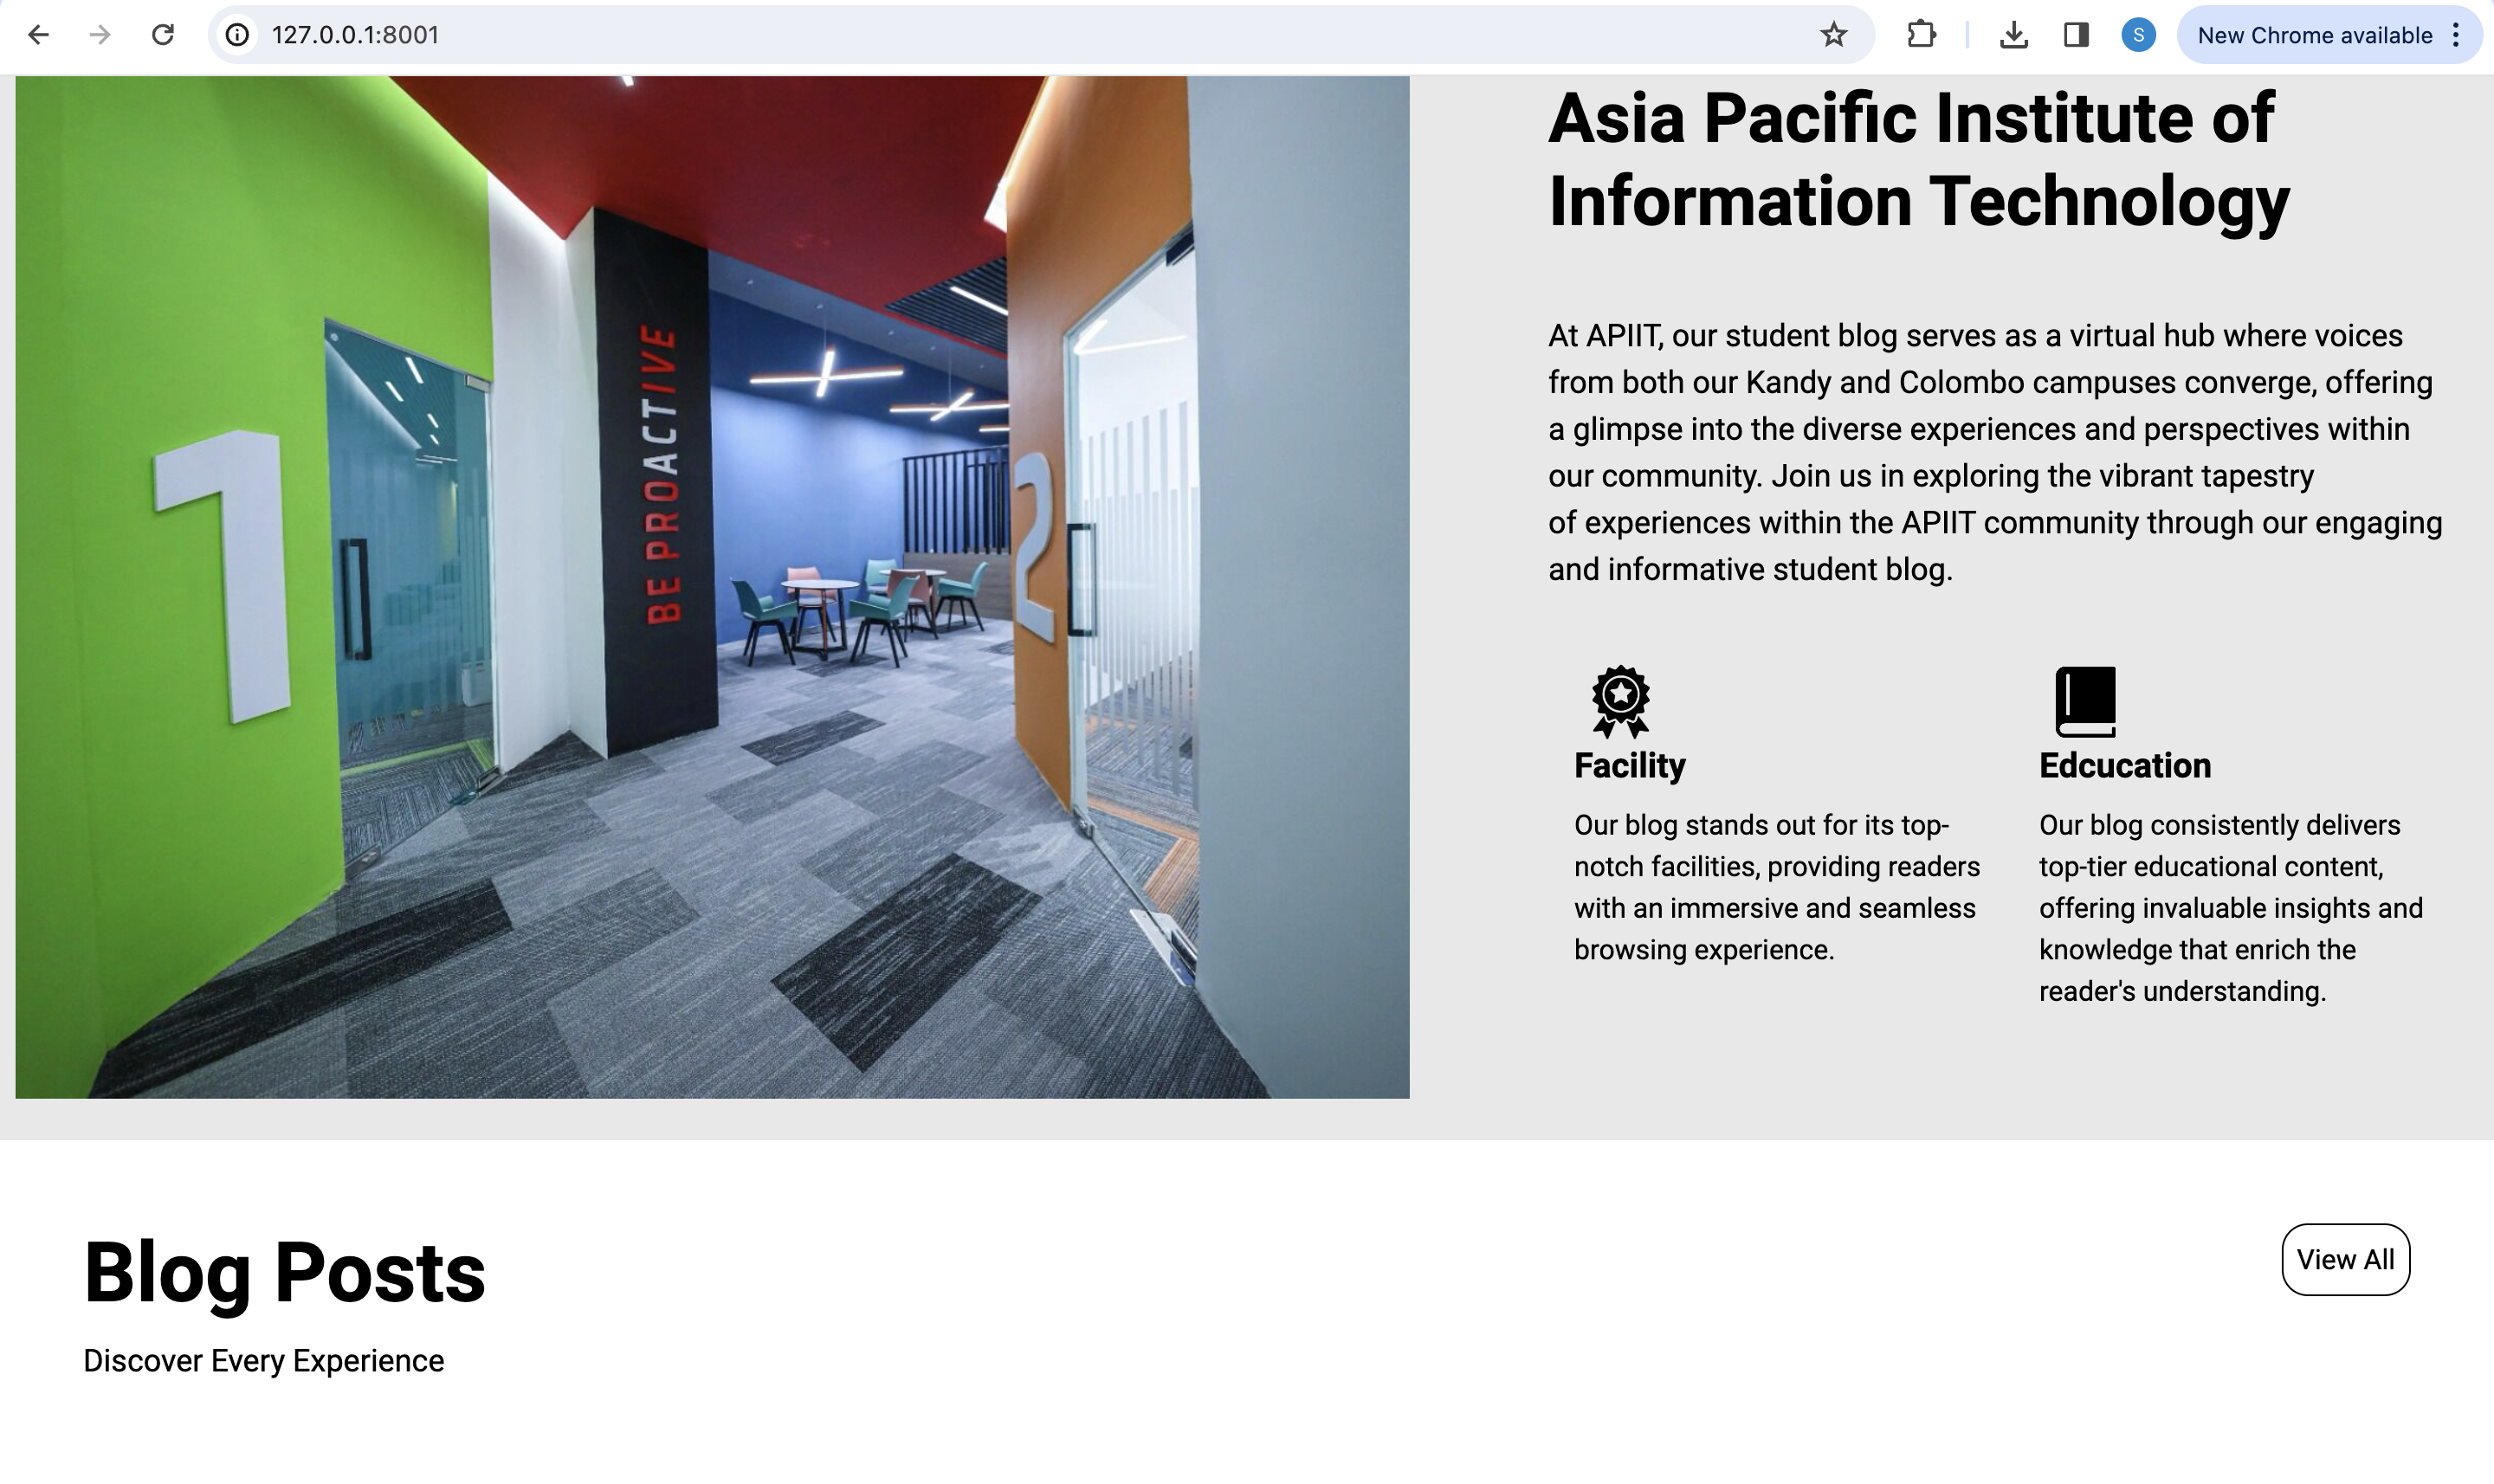 127.0.0.1:8001
S
New Chrome available
1
BE PROACTIVE
2
Asia Pacific Institute of
Information Technology
At APIIT, our student blog serves as a virtual hub where voices
from both our Kandy and Colombo campuses converge, offering
a glimpse into the diverse experiences and perspectives within
our community. Join us in exploring the vibrant tapestry
of experiences within the APIIT community through our engaging
and informative student blog.
Facility
Our blog stands out for its top-
notch facilities, providing readers
with an immersive and seamless
browsing experience.
Edcucation
Our blog consistently delivers
top-tier educational content,
offering invaluable insights and
knowledge that enrich the
reader's understanding.
Blog Posts
View All
Discover Every Experience